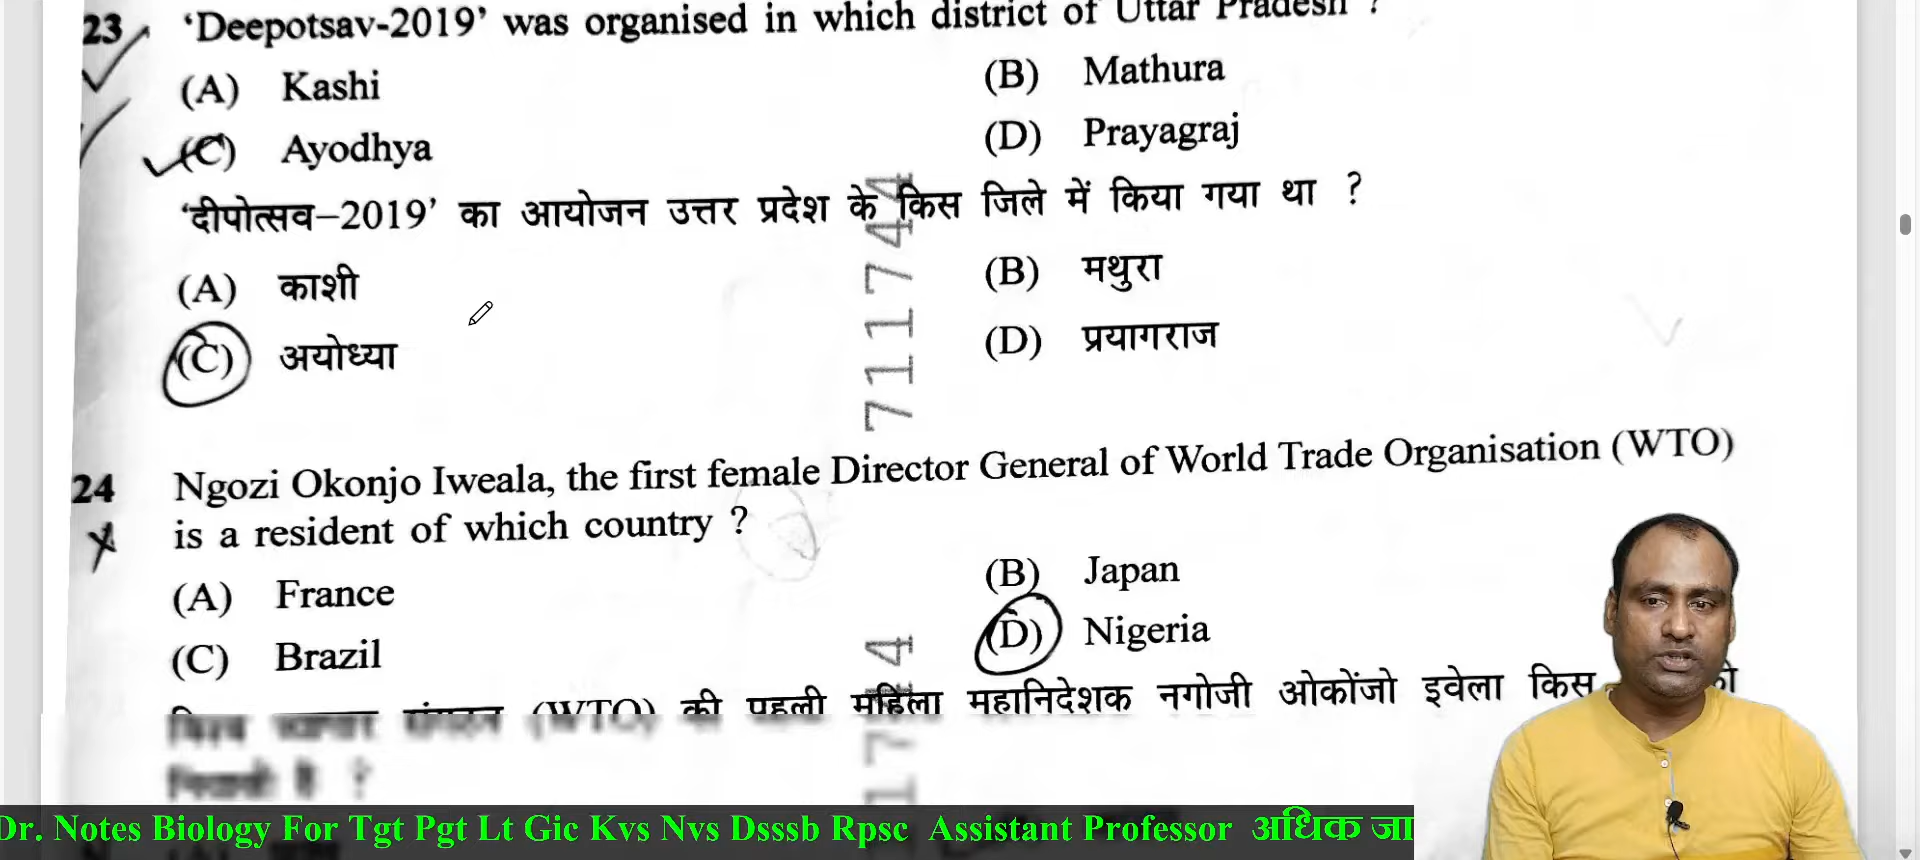 23 ‘Deepotsav-2019’ was organised in which district of Uttar Pradesh ?
(A) Kashi (B) Mathura
(C) Ayodhya (D) Prayagraj
‘दीपोत्सव–2019’ का आयोजन उत्तर प्रदेश के किस जिले में किया गया था ?
(A) काशी (B) मथुरा
(C) अयोध्या (D) प्रयागराज
711744
24 Ngozi Okonjo Iweala, the first female Director General of World Trade Organisation (WTO)
is a resident of which country ?
(A) France (B) Japan
(C) Brazil (D) Nigeria
(WTO) की पहली महिला महानिदेशक नगोजी ओकोंजो इवेला किस
Dr. Notes Biology For Tgt Pgt Lt Gic Kvs Nvs Dsssb Rpsc Assistant Professor अधिक जा